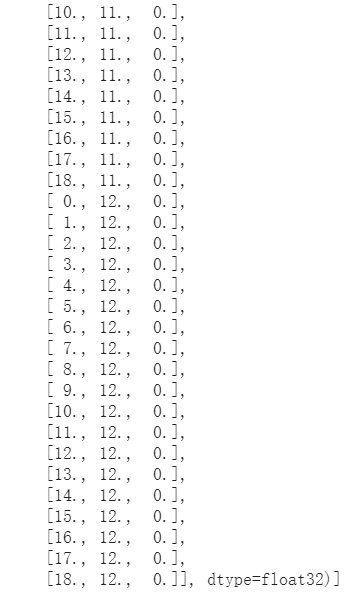 [10., 11.,  0.],
[11., 11.,  0.],
[12., 11.,  0.],
[13., 11.,  0.],
[14., 11.,  0.],
[15., 11.,  0.],
[16., 11.,  0.],
[17., 11.,  0.],
[18., 11.,  0.],
[ 0., 12.,  0.],
[ 1., 12.,  0.],
[ 2., 12.,  0.],
[ 3., 12.,  0.],
[ 4., 12.,  0.],
[ 5., 12.,  0.],
[ 6., 12.,  0.],
[ 7., 12.,  0.],
[ 8., 12.,  0.],
[ 9., 12.,  0.],
[10., 12.,  0.],
[11., 12.,  0.],
[12., 12.,  0.],
[13., 12.,  0.],
[14., 12.,  0.],
[15., 12.,  0.],
[16., 12.,  0.],
[17., 12.,  0.],
[18., 12.,  0.]], dtype=float32)]